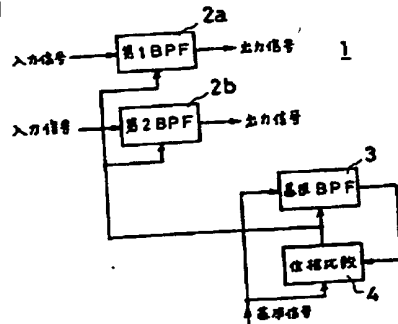 2a
入力信号
第1BPF
出力信号
1
2b
入力信号
第2BPF
出力信号
3
基準BPF
位相比較
4
基準信号